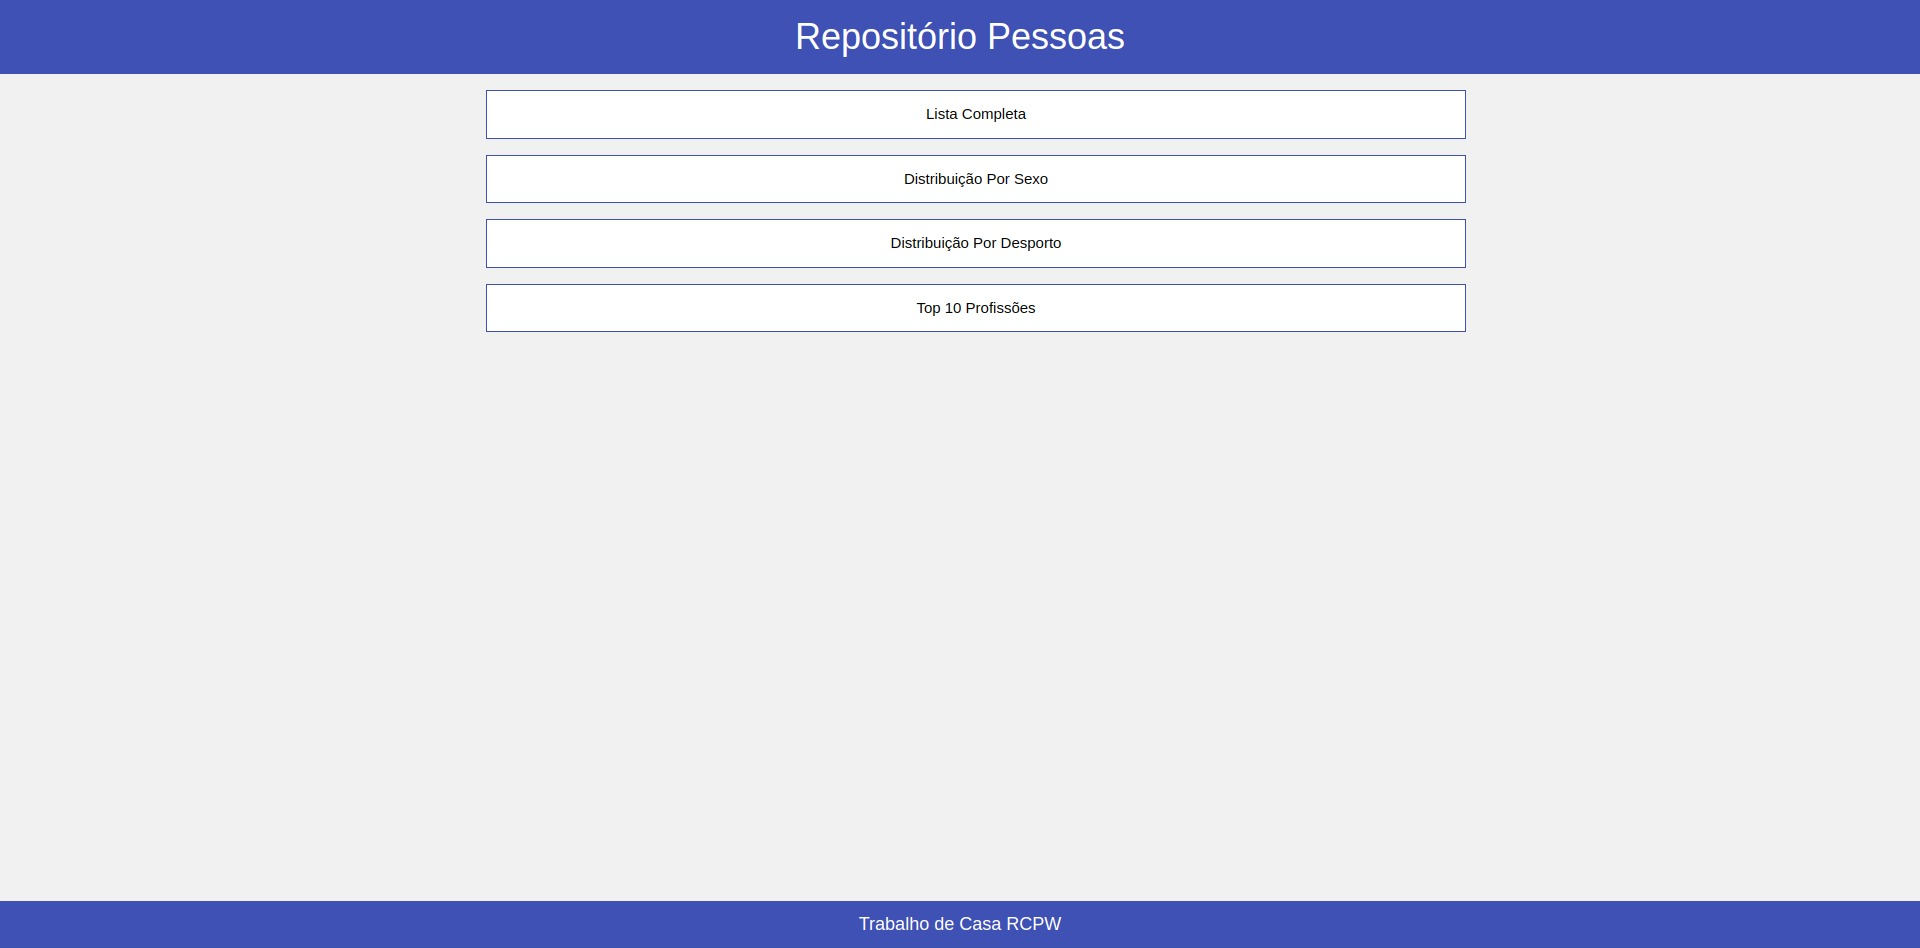 Repositório Pessoas
Lista Completa
Distribuição Por Sexo
Distribuição Por Desporto
Top 10 Profissões
Trabalho de Casa RCPW